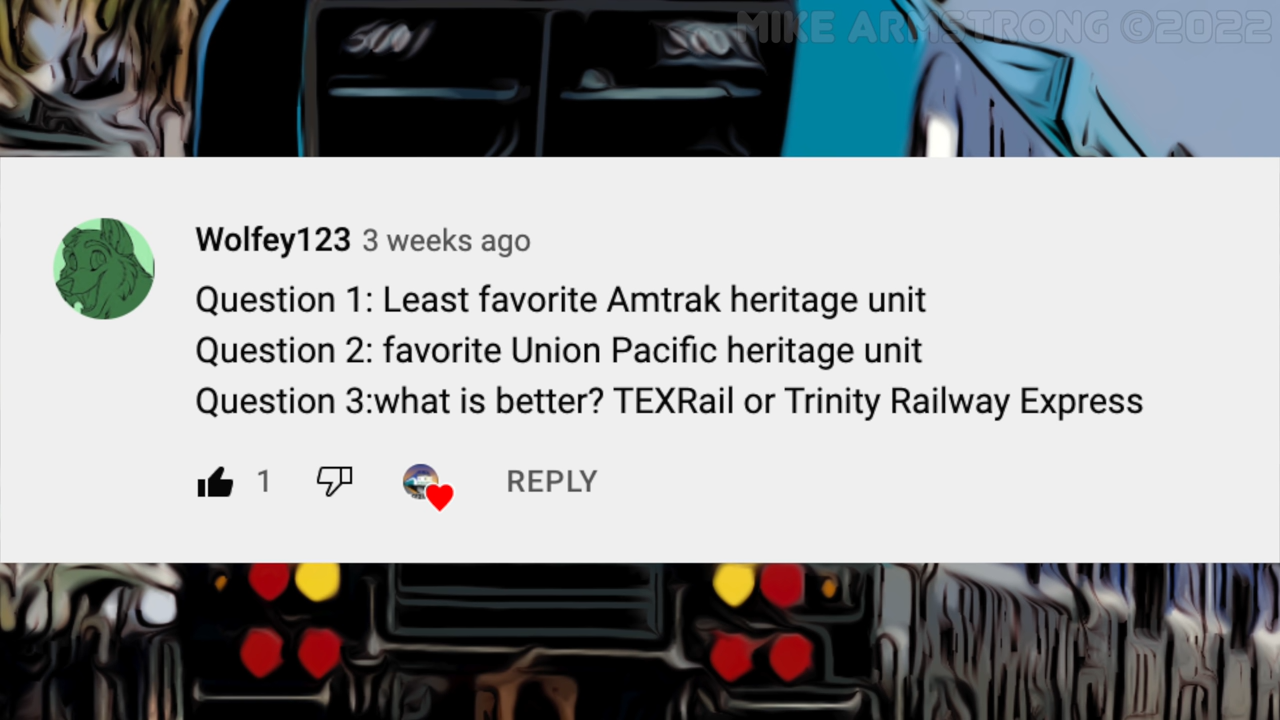 MIKE ARMSTRONG ©2022
Wolfey123 3 weeks ago
Question 1: Least favorite Amtrak heritage unit
Question 2: favorite Union Pacific heritage unit
Question 3:what is better? TEXRail or Trinity Railway Express
1 REPLY